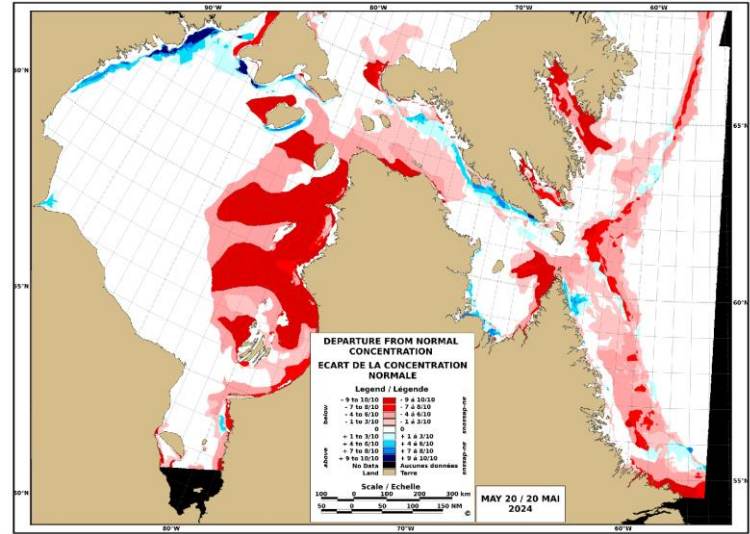 90°W
80°W
70°W
60°W
60°N
65°N
55°N
60°N
50°N
55°N
DEPARTURE FROM NORMAL
CONCENTRATION
ECART DE LA CONCENTRATION
NORMALE
Legend / Légende
below
- 9 to 10/10 - 9 à 10/10
- 7 to 8/10 - 7 à 8/10
- 4 to 6/10 - 4 à 6/10
- 1 to 3/10 - 1 à 3/10
0 0
above
+ 1 to 3/10 + 1 à 3/10
+ 4 to 6/10 + 4 à 6/10
+ 7 to 8/10 + 7 à 8/10
+ 9 to 10/10 + 9 à 10/10
No Data Aucunes données
Land Terre
au-dessous
au-dessus
Scale / Echelle
100 0 100 200 300 km
50 0 50 100 150 NM
©
MAY 20 / 20 MAI
2024
80°W
70°W
60°W